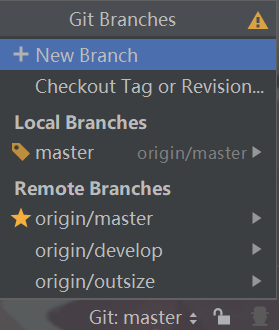 Git Branches
New Branch
Checkout Tag or Revision...
Local Branches
master origin/master
Remote Branches
origin/master
origin/develop
origin/outsize
Git: master